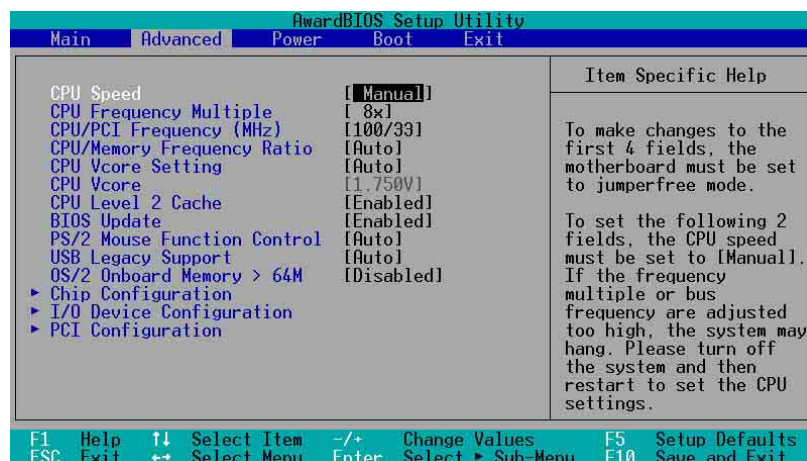 AwardBIOS Setup Utility
Main Advanced Power Boot Exit
CPU Speed [ Manual]
CPU Frequency Multiple [ 8x]
CPU/PCI Frequency (MHz) [100/33]
CPU/Memory Frequency Ratio [Auto]
CPU Vcore Setting [Auto]
CPU Vcore [1.750V]
CPU Level 2 Cache [Enabled]
BIOS Update [Enabled]
PS/2 Mouse Function Control [Auto]
USB Legacy Support [Auto]
OS/2 Onboard Memory > 64M [Disabled]
▸ Chip Configuration
▸ I/O Device Configuration
▸ PCI Configuration
Item Specific Help
To make changes to the
first 4 fields, the
motherboard must be set
to jumperfree mode.
To set the following 2
fields, the CPU speed
must be set to [Manual].
If the frequency
multiple or bus
frequency are adjusted
too high, the system may
hang. Please turn off
the system and then
restart to set the CPU
settings.
F1 Help ↑↓ Select Item -/+ Change Values F5 Setup Defaults
ESC Exit ←→ Select Menu Enter Select ▸ Sub-Menu F10 Save and Exit